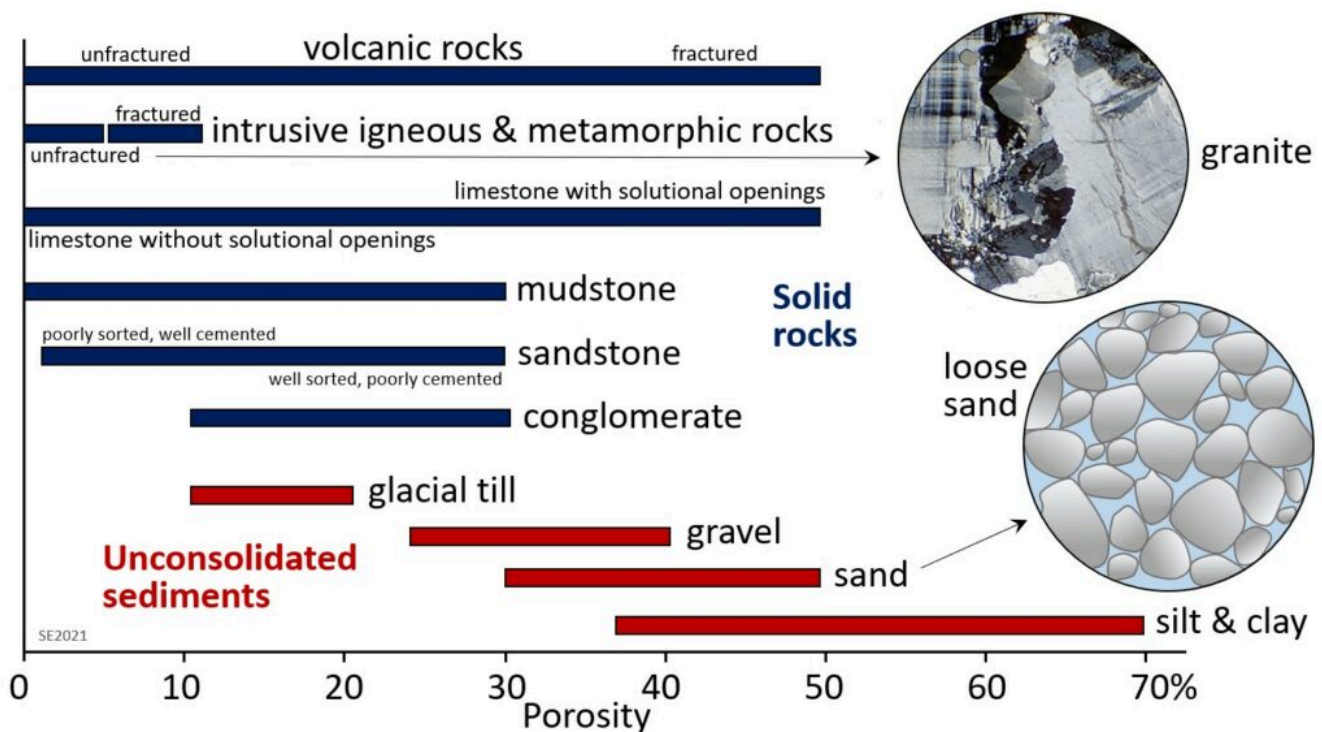 unfractured volcanic rocks fractured
fractured
intrusive igneous & metamorphic rocks
unfractured
granite
limestone with solutional openings
limestone without solutional openings
mudstone
Solid
rocks
poorly sorted, well cemented
sandstone
well sorted, poorly cemented
loose
sand
conglomerate
glacial till
gravel
Unconsolidated
sediments
sand
silt & clay
SE2021
0 10 20 30 40 50 60 70%
Porosity